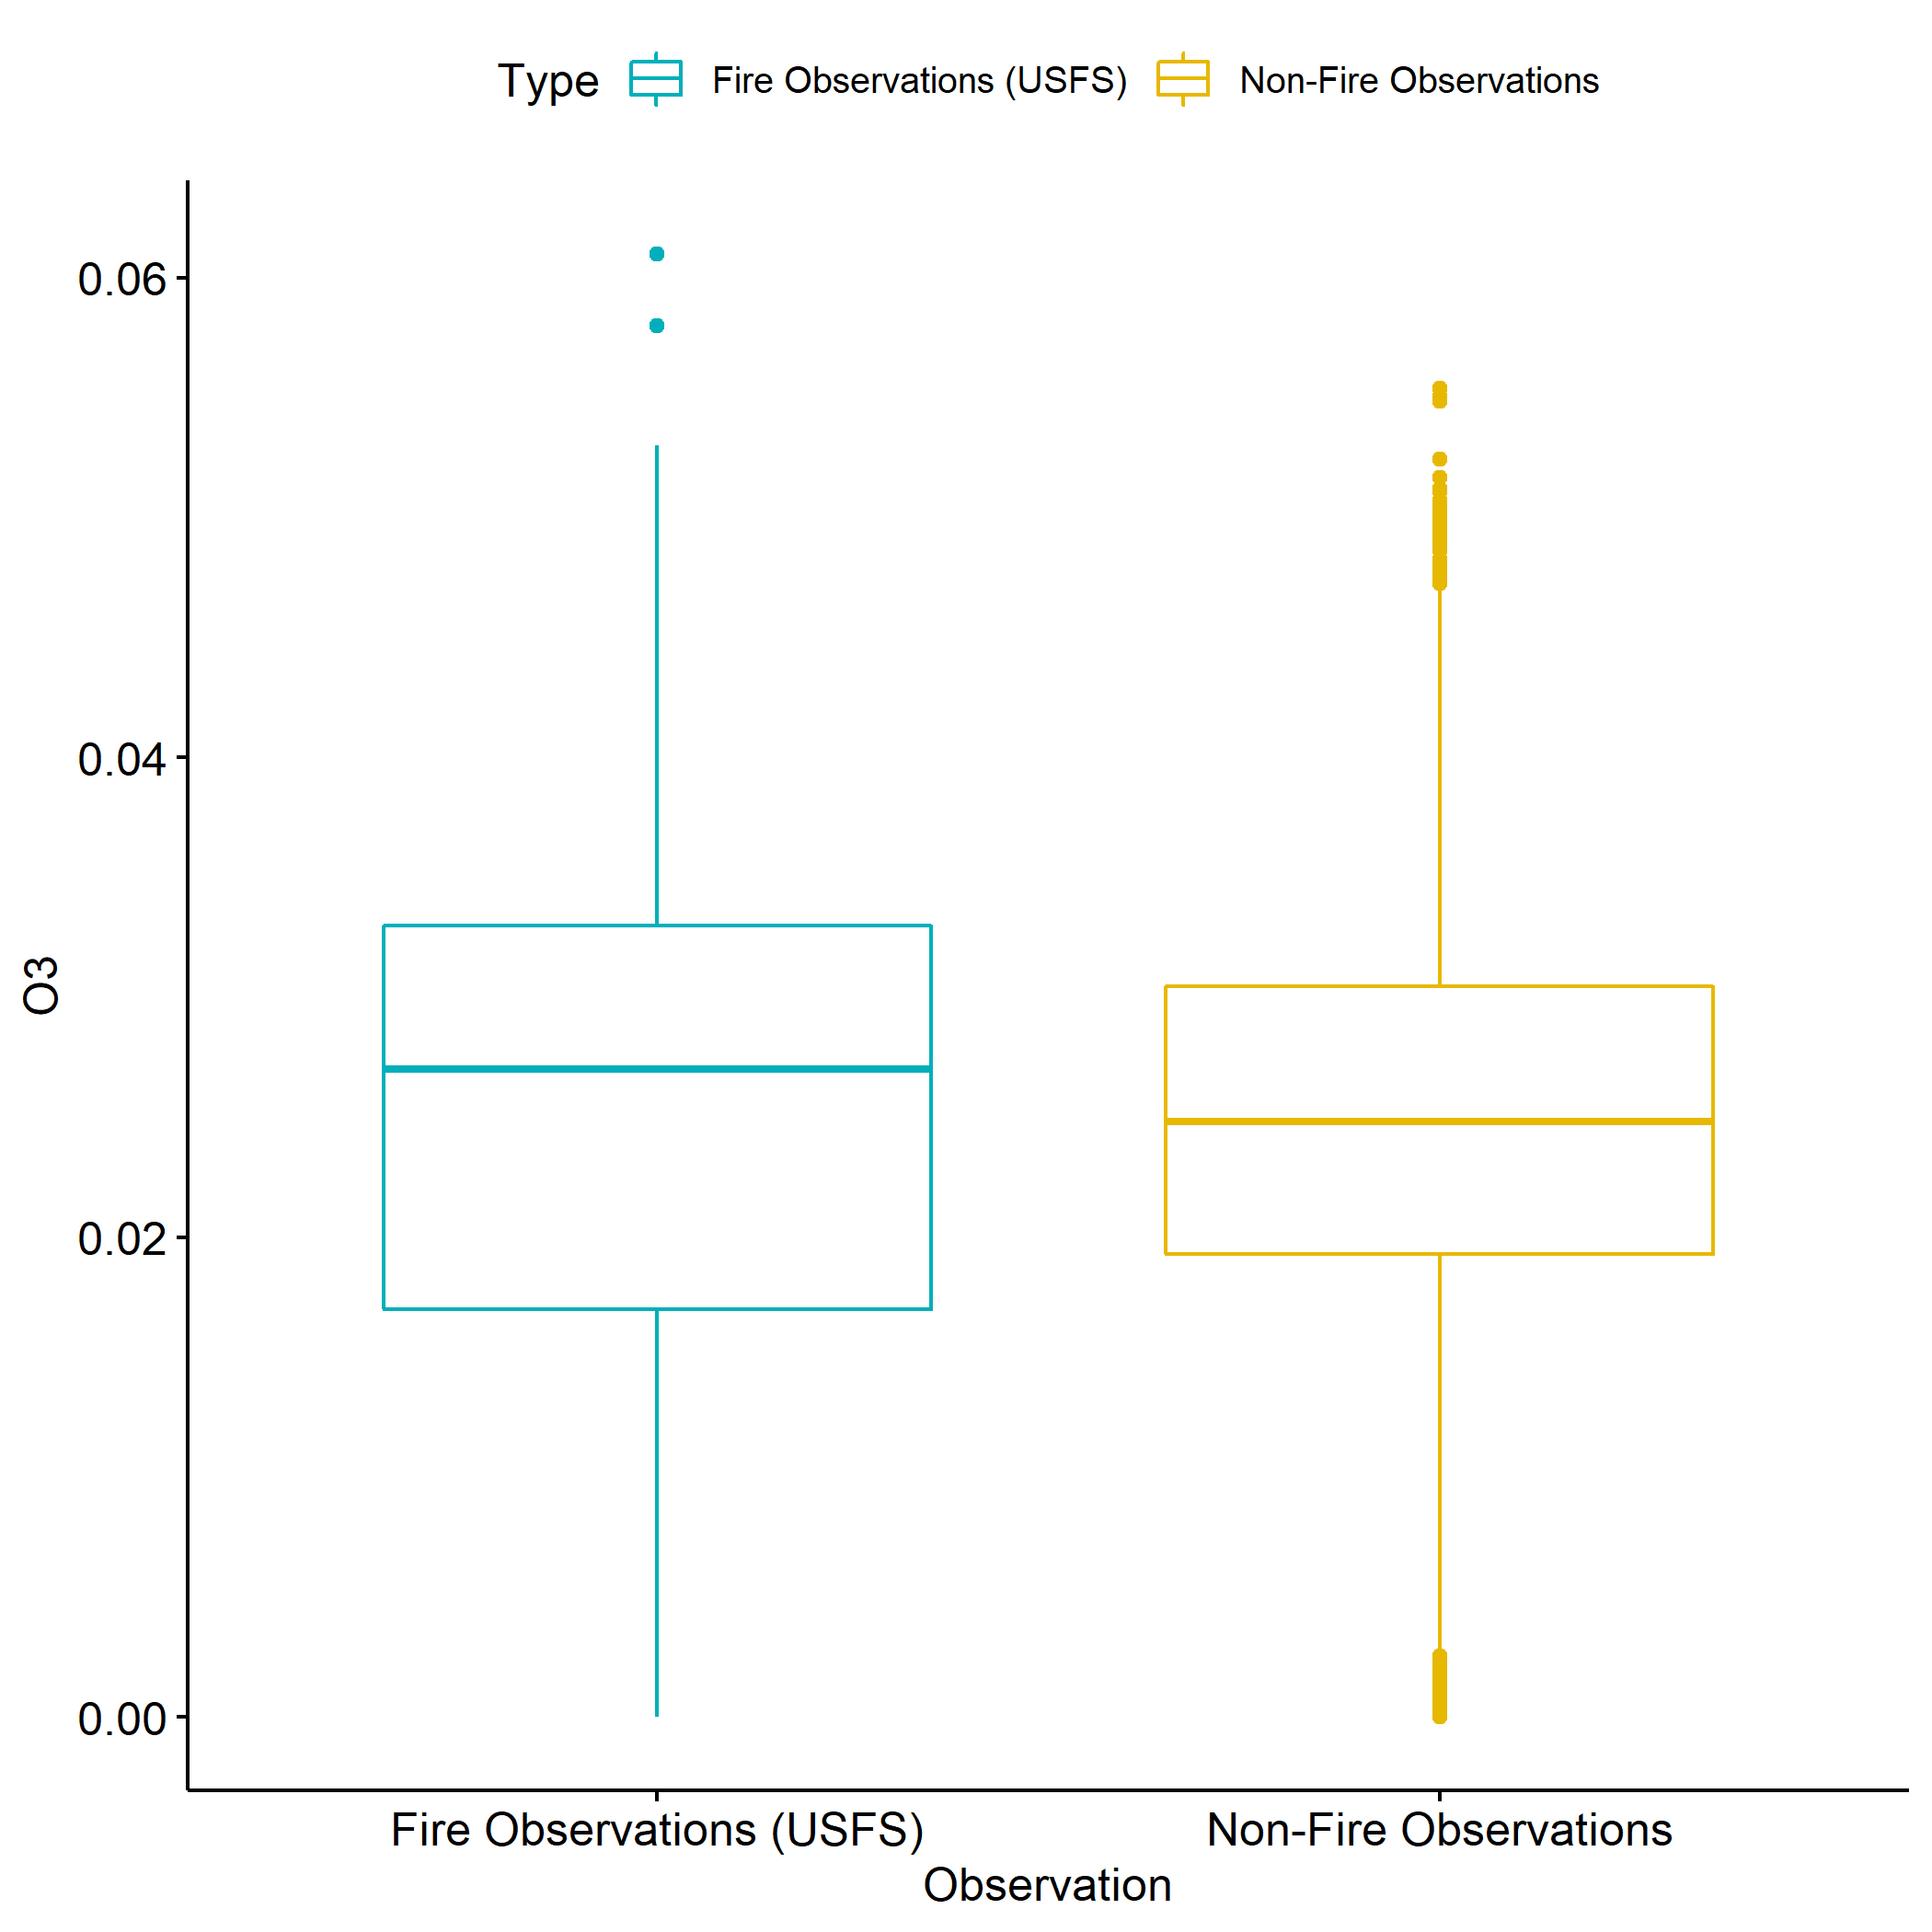 Type Fire Observations (USFS) Non-Fire Observations
0.06
0.04
0.02
0.00
O3
Fire Observations (USFS) Non-Fire Observations
Observation